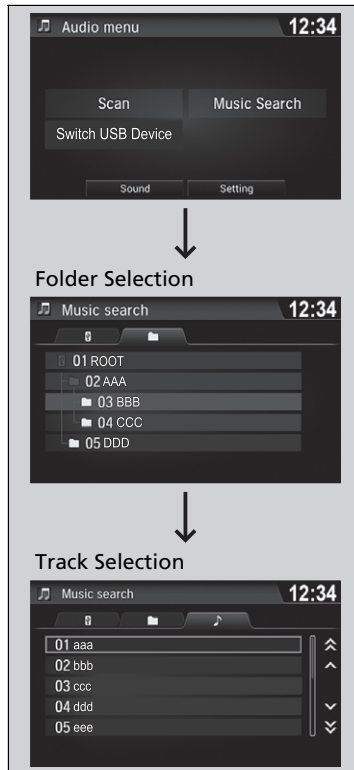 Audio menu 12:34
Scan Music Search
Switch USB Device
Sound Setting
Folder Selection
Music search 12:34
01 ROOT
02 AAA
03 BBB
04 CCC
05 DDD
Track Selection
Music search 12:34
01 aaa
02 bbb
03 ccc
04 ddd
05 eee